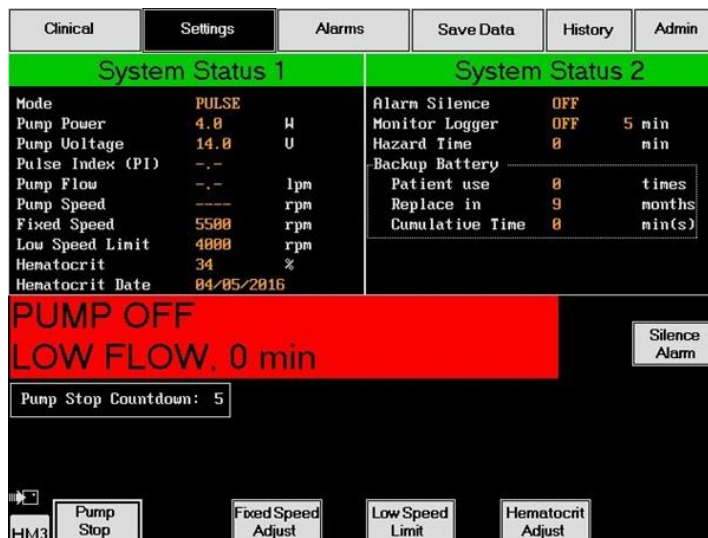 Clinical Settings Alarms Save Data History Admin
System Status 1
Mode PULSE
Pump Power 4.0 W
Pump Voltage 14.0 V
Pulse Index (PI) -.-
Pump Flow -.- lpm
Pump Speed ---- rpm
Fixed Speed 5500 rpm
Low Speed Limit 4000 rpm
Hematocrit 34 %
Hematocrit Date 04/05/2016
System Status 2
Alarm Silence OFF
Monitor Logger OFF 5 min
Hazard Time 0 min
Backup Battery
Patient use 0 times
Replace in 9 months
Cumulative Time 0 min(s)
PUMP OFF
LOW FLOW, 0 min
Silence
Alarm
Pump Stop Countdown: 5
HM3
Pump
Stop
Fixed Speed
Adjust
Low Speed
Limit
Hematocrit
Adjust